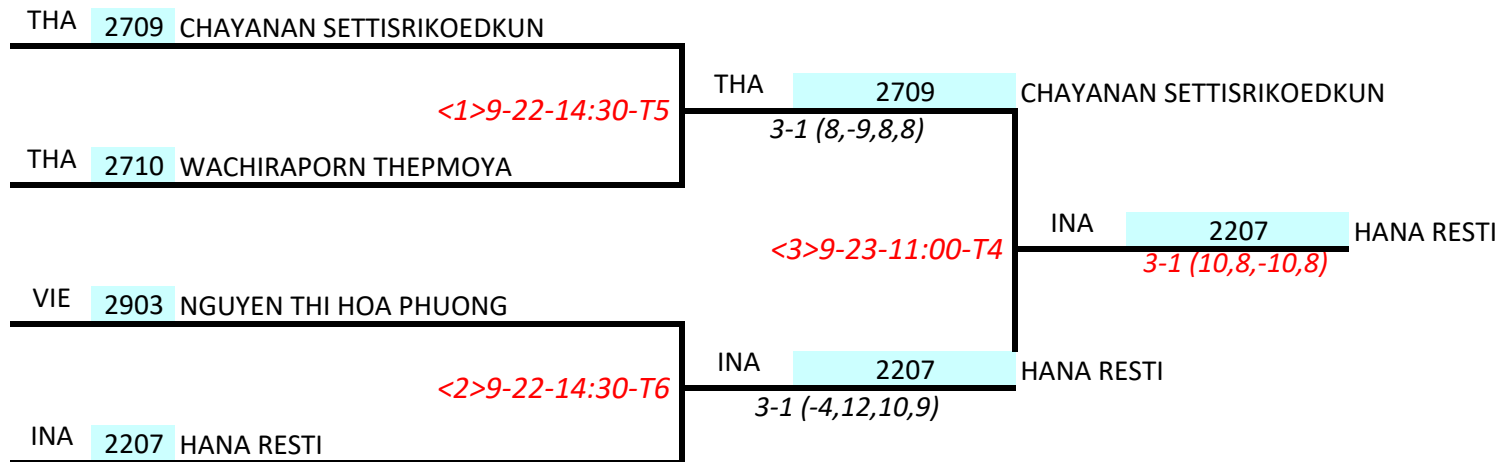 THA 2709 CHAYANAN SETTISRIKOEDKUN
THA 2709 CHAYANAN SETTISRIKOEDKUN
<1>9-22-14:30-T5
3-1 (8,-9,8,8)
THA 2710 WACHIRAPORN THEPMOYA
INA 2207 HANA RESTI
<3>9-23-11:00-T4
3-1 (10,8,-10,8)
VIE 2903 NGUYEN THI HOA PHUONG
INA 2207 HANA RESTI
<2>9-22-14:30-T6
3-1 (-4,12,10,9)
INA 2207 HANA RESTI